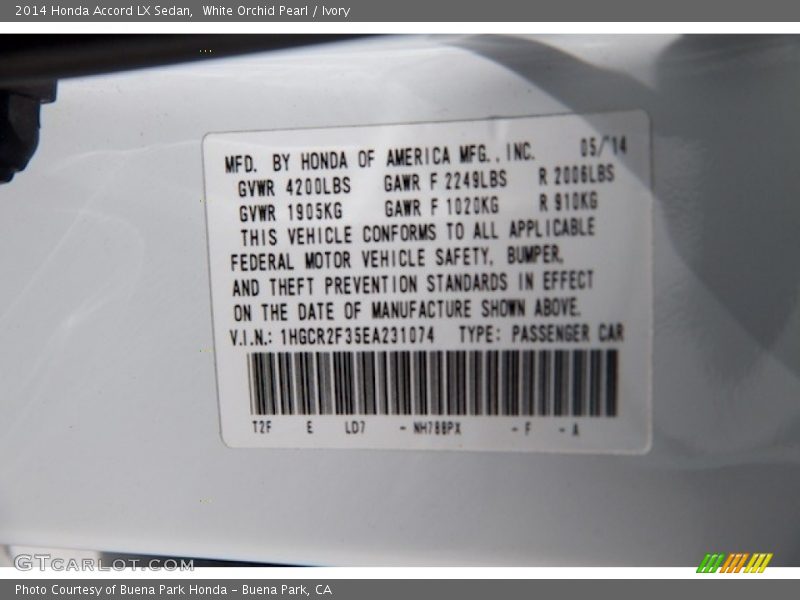 2014 Honda Accord LX Sedan, White Orchid Pearl / Ivory
MFD. BY HONDA OF AMERICA MFG., INC. 05/14
GVWR 4200LBS GAWR F 2249LBS R 2006LBS
GVWR 1905KG GAWR F 1020KG R 910KG
THIS VEHICLE CONFORMS TO ALL APPLICABLE
FEDERAL MOTOR VEHICLE SAFETY, BUMPER,
AND THEFT PREVENTION STANDARDS IN EFFECT
ON THE DATE OF MANUFACTURE SHOWN ABOVE.
V.I.N.: 1HGCR2F35EA231074 TYPE: PASSENGER CAR
T2F E LD7 - NH788PX - F - A
GTCARLOT.COM
Photo Courtesy of Buena Park Honda – Buena Park, CA